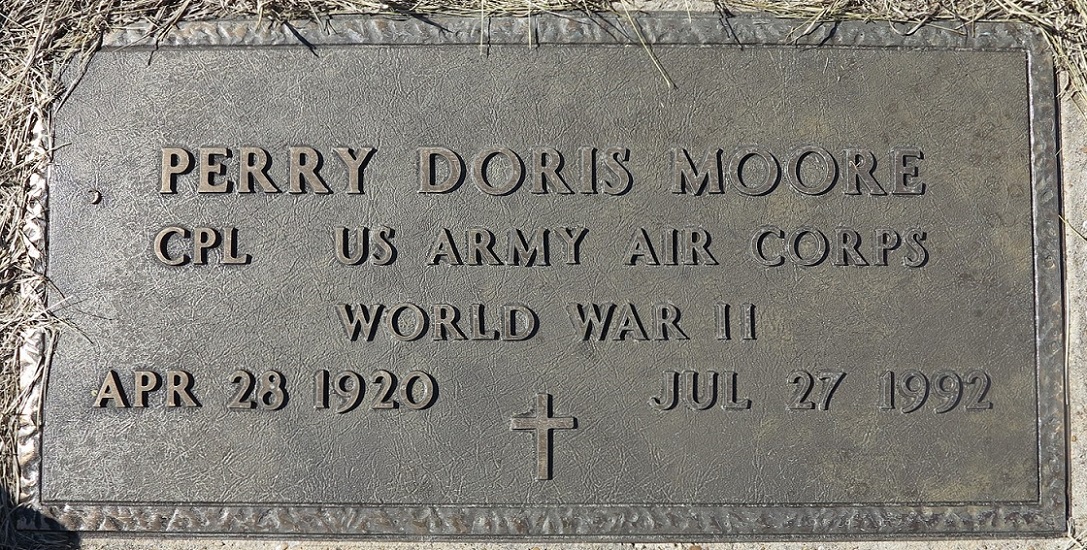 PERRY DORIS MOORE
CPL US ARMY AIR CORPS
WORLD WAR II
APR 28 1920 JUL 27 1992